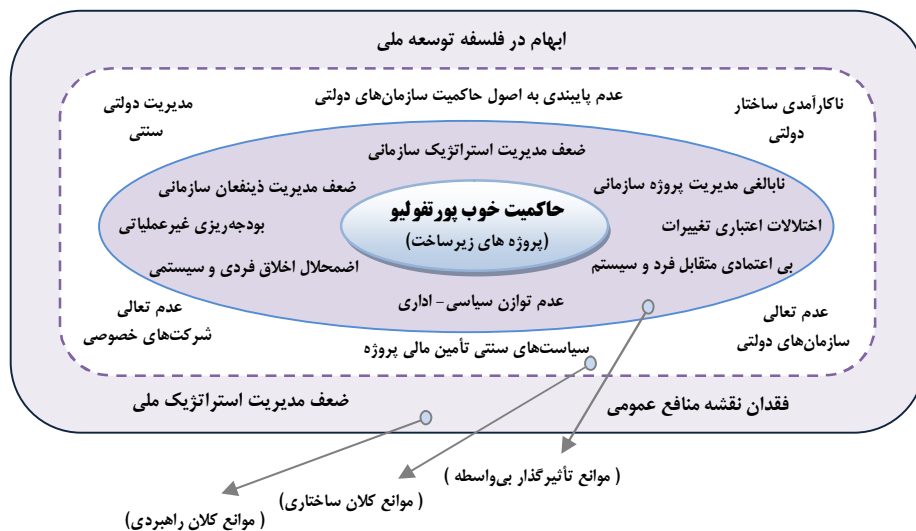 ابهام در فلسفه توسعه ملی
ناکارآمدی ساختار
دولتی
عدم پایبندی به اصول حاکمیت سازمان‌های دولتی
مدیریت دولتی
سنتی
ضعف مدیریت استراتژیک سازمانی
نابالغی مدیریت پروژه سازمانی
ضعف مدیریت ذینفعان سازمانی
حاکمیت خوب پورتفولیو
(پروژه های زیرساخت)
اختلالات اعتباری تغییرات
بودجه‌ریزی غیرعملیاتی
بی اعتمادی متقابل فرد و سیستم
اضمحلال اخلاق فردی و سیستمی
عدم توازن سیاسی- اداری
عدم تعالی
سازمان‌های دولتی
عدم تعالی
شرکت‌های خصوصی
سیاست‌های سنتی تأمین مالی پروژه
فقدان نقشه منافع عمومی
ضعف مدیریت استراتژیک ملی
( موانع تأثیرگذار بی‌واسطه )
( موانع کلان ساختاری)
( موانع کلان راهبردی)